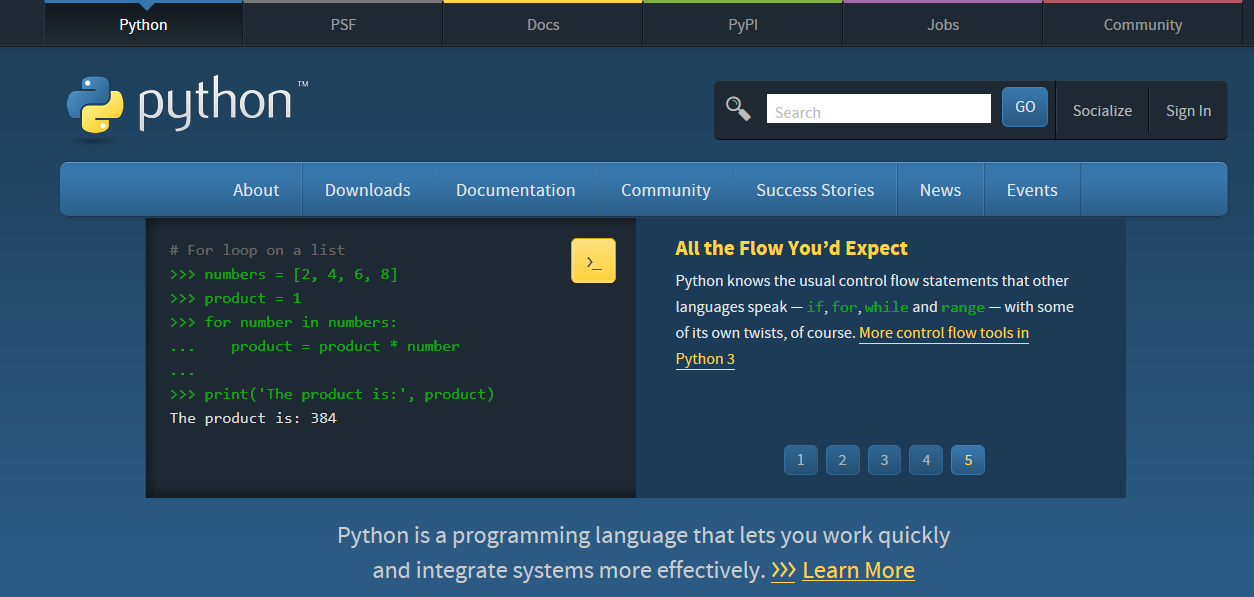 Python
PSF
Docs
PyPI
Jobs
Community
python™
Search
GO
Socialize
Sign In
About
Downloads
Documentation
Community
Success Stories
News
Events
# For loop on a list
>>> numbers = [2, 4, 6, 8]
>>> product = 1
>>> for number in numbers:
...    product = product * number
...
>>> print('The product is:', product)
The product is: 384
>_
All the Flow You’d Expect
Python knows the usual control flow statements that other
languages speak — if, for, while and range — with some
of its own twists, of course. More control flow tools in
Python 3
1 2 3 4 5
Python is a programming language that lets you work quickly
and integrate systems more effectively. >>> Learn More